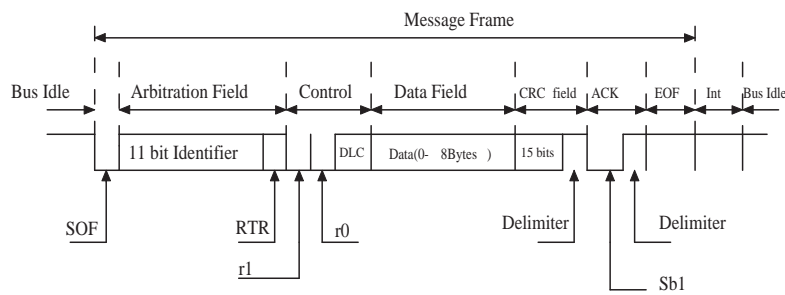 Message Frame
Bus Idle Arbitration Field Control Data Field CRC field ACK EOF Int Bus Idle
11 bit Identifier DLC Data(0- 8Bytes ) 15 bits
SOF RTR r0 Delimiter Delimiter
r1 Sb1